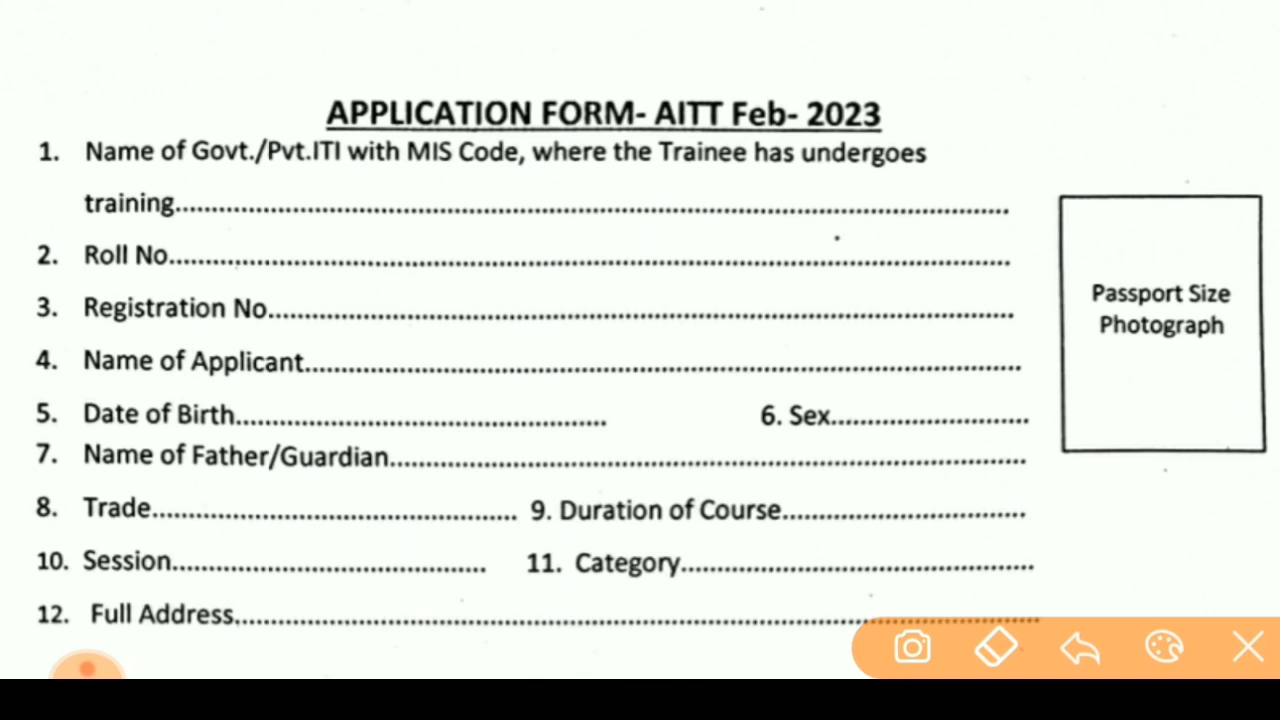 APPLICATION FORM- AITT Feb- 2023
1. Name of Govt./Pvt.ITI with MIS Code, where the Trainee has undergoes
training................................................................................
2. Roll No................................................................................
3. Registration No................................................................................
4. Name of Applicant................................................................................
5. Date of Birth............................................. 6. Sex........................
7. Name of Father/Guardian................................................................................
8. Trade............................................. 9. Duration of Course.............................
10. Session....................................... 11. Category............................................
12. Full Address................................................................................
Passport Size
Photograph